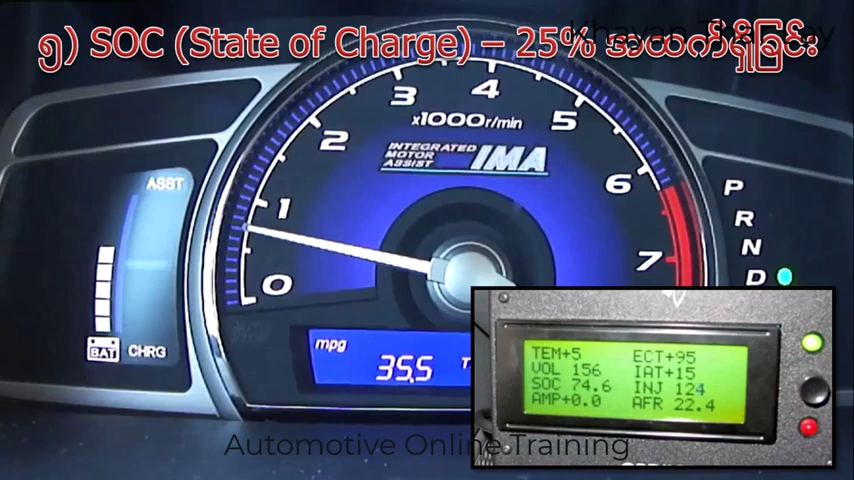 ၅) SOC (State of Charge) – 25% အထက်ရှိခြင်း
4
3
5
x1000r/min
2
INTEGRATED
MOTOR
ASSIST
IMA
6
ASST
P
1
R
7
N
0
D
mpg
35.5
BAT
CHRG
TEM+5 ECT+95
VOL 156 IAT+15
SOC 74.6 INJ 124
AMP+0.0 AFR 22.4
Automotive Online Training